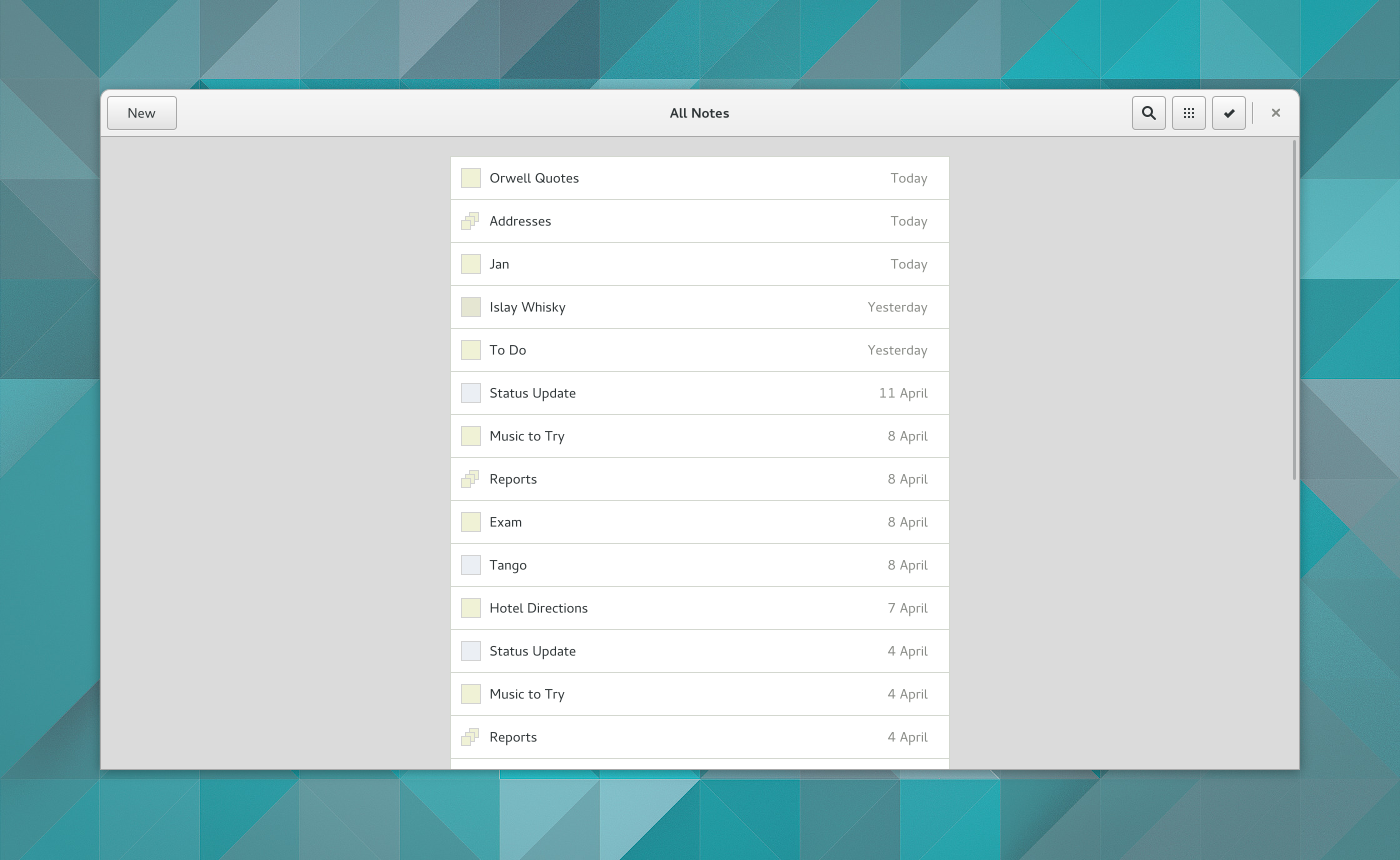 New
All Notes
Orwell Quotes Today
Addresses Today
Jan Today
Islay Whisky Yesterday
To Do Yesterday
Status Update 11 April
Music to Try 8 April
Reports 8 April
Exam 8 April
Tango 8 April
Hotel Directions 7 April
Status Update 4 April
Music to Try 4 April
Reports 4 April